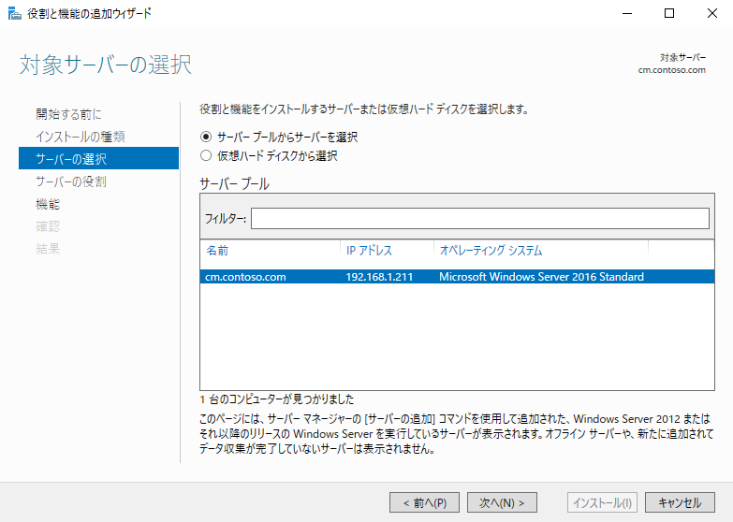 役割と機能の追加ウィザード
対象サーバーの選択
対象サーバー
cm.contoso.com
開始する前に
インストールの種類
サーバーの選択
サーバーの役割
機能
確認
結果
役割と機能をインストールするサーバーまたは仮想ハード ディスクを選択します。
サーバー プールからサーバーを選択
仮想ハード ディスクから選択
サーバー プール
フィルター:
名前 IP アドレス オペレーティング システム
cm.contoso.com 192.168.1.211 Microsoft Windows Server 2016 Standard
1 台のコンピューターが見つかりました
このページには、サーバー マネージャーの [サーバーの追加] コマンドを使用して追加された、Windows Server 2012 または
それ以降のリリースの Windows Server を実行しているサーバーが表示されます。オフライン サーバーや、新たに追加されて
データ収集が完了していないサーバーは表示されません。
< 前へ(P) 次へ(N) > インストール(I) キャンセル